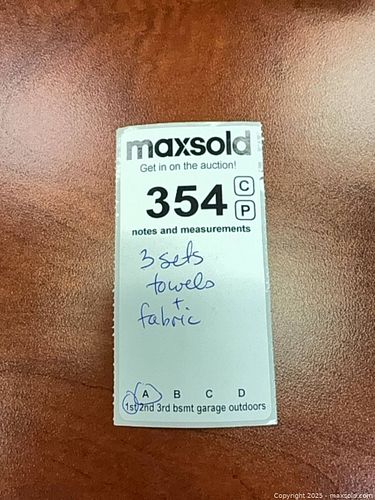 maxsold
Get in on the auction!
354 C
P
notes and measurements
3 sets
towels
+
fabric
A B C D
1st 2nd 3rd bsmt garage outdoors
Copyright 2025 - maxsold.com